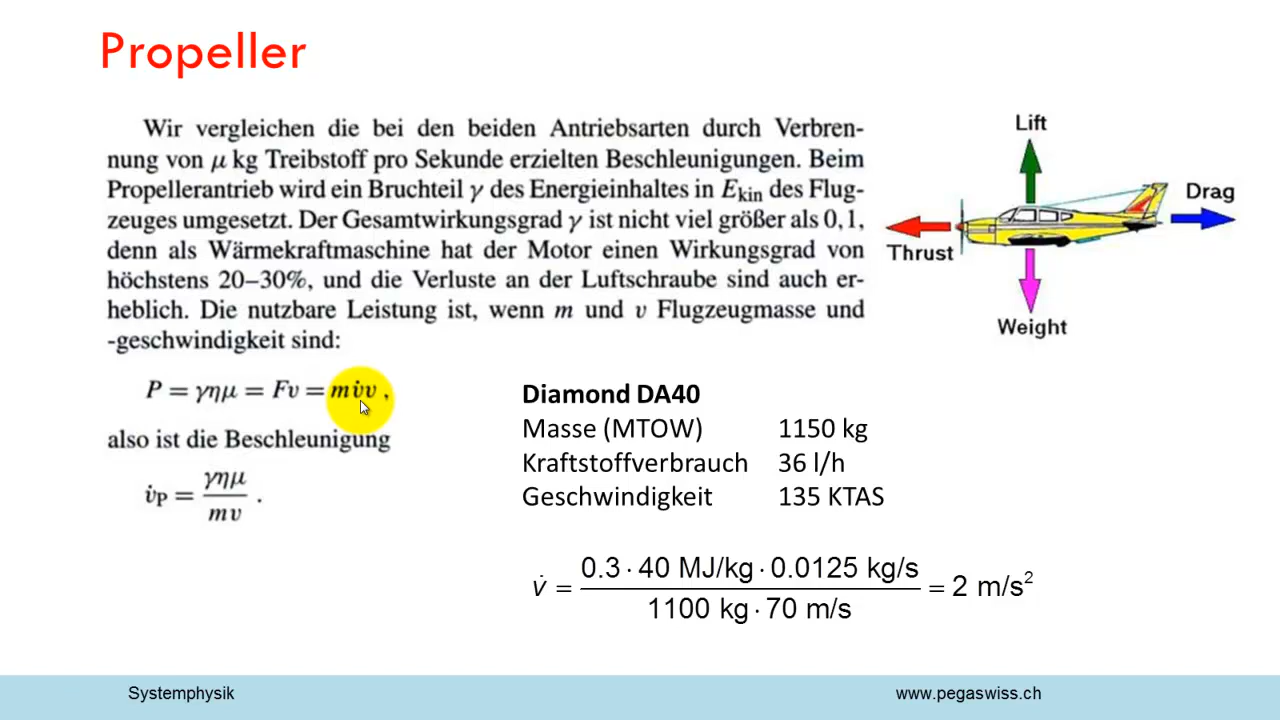 Propeller
Wir vergleichen die bei den beiden Antriebsarten durch Verbren-
nung von μ kg Treibstoff pro Sekunde erzielten Beschleunigungen. Beim
Propellerantrieb wird ein Bruchteil γ des Energieinhaltes in E_kin des Flug-
zeuges umgesetzt. Der Gesamtwirkungsgrad γ ist nicht viel größer als 0,1,
denn als Wärmekraftmaschine hat der Motor einen Wirkungsgrad von
höchstens 20–30%, und die Verluste an der Luftschraube sind auch er-
heblich. Die nutzbare Leistung ist, wenn m und v Flugzeugmasse und
-geschwindigkeit sind:
P = γημ = Fv = mv̇v ,
also ist die Beschleunigung
v̇_P = γημ / mv .
Lift
Drag
Thrust
Weight
Diamond DA40
Masse (MTOW) 1150 kg
Kraftstoffverbrauch 36 l/h
Geschwindigkeit 135 KTAS
v̇ = 0.3 · 40 MJ/kg · 0.0125 kg/s / 1100 kg · 70 m/s = 2 m/s²
Systemphysik
www.pegaswiss.ch